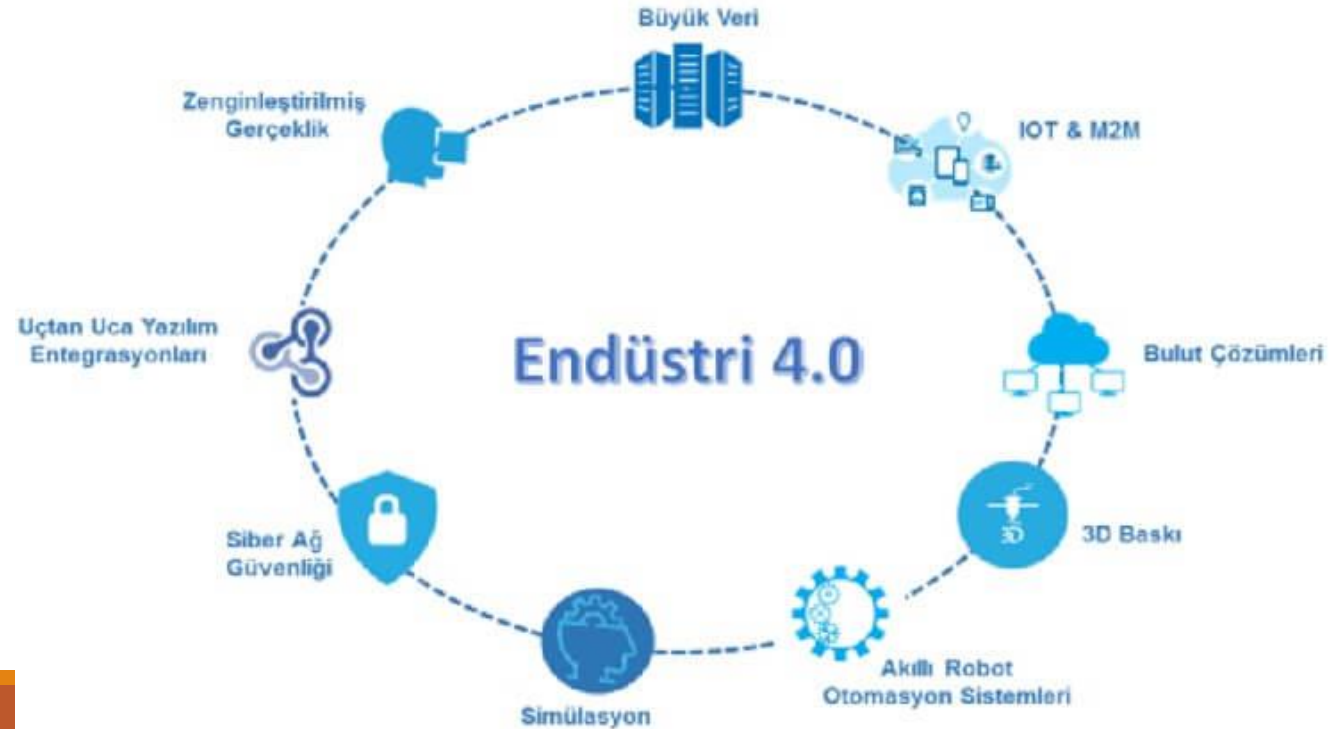 Büyük Veri
Zenginleştirilmiş
Gerçeklik
IOT & M2M
Uçtan Uca Yazılım
Entegrasyonları
Endüstri 4.0
Bulut Çözümleri
Siber Ağ
Güvenliği
3D
3D Baskı
Akıllı Robot
Otomasyon Sistemleri
Simülasyon